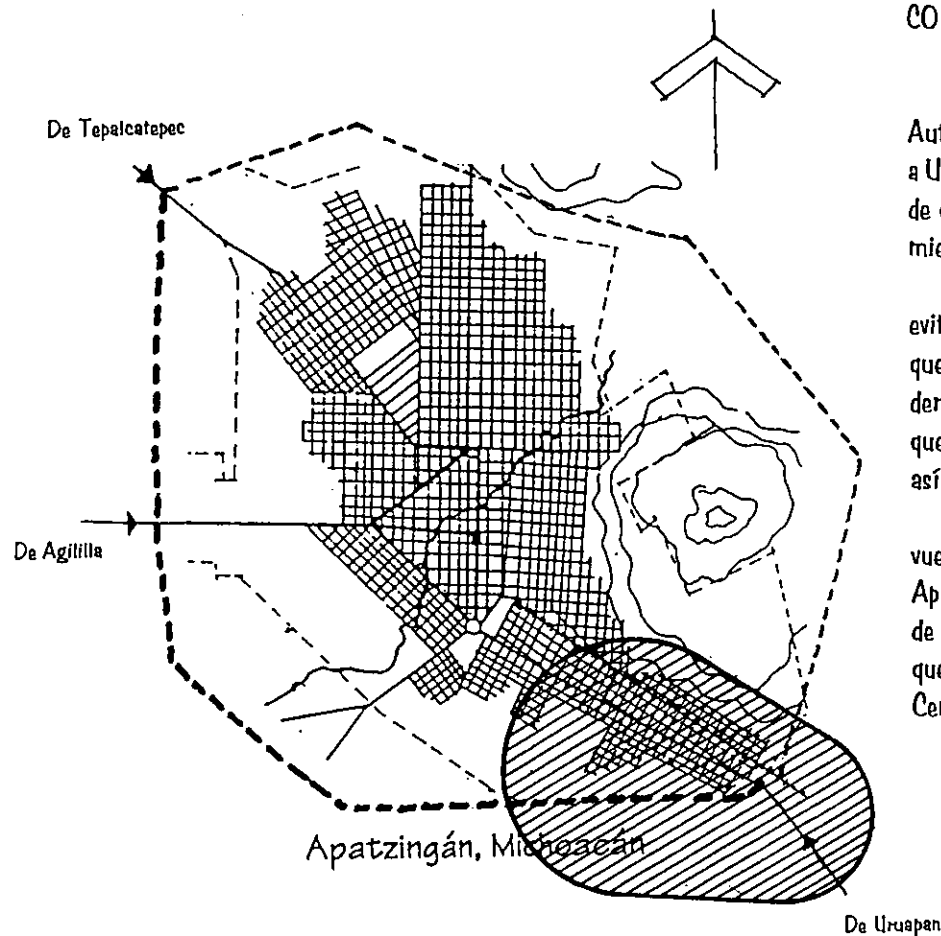 CO
De Tepalcatepec
Aut
a U
de
mie
evit
que
der
que
así
De Agililla
vue
Ap
de
que
Cer
Apatzingán, Michoacán
De Uruapan